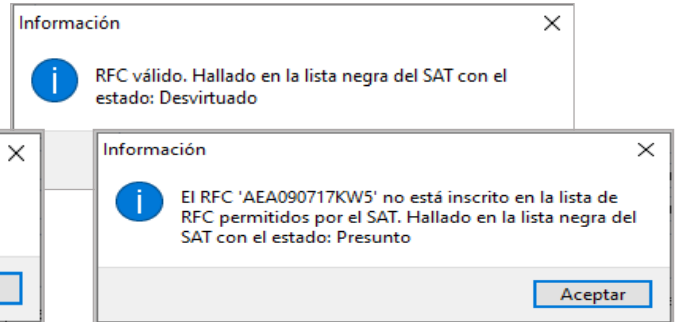 Información
RFC válido. Hallado en la lista negra del SAT con el
estado: Desvirtuado
Información
El RFC 'AEA090717KW5' no está inscrito en la lista de
RFC permitidos por el SAT. Hallado en la lista negra del
SAT con el estado: Presunto
Aceptar